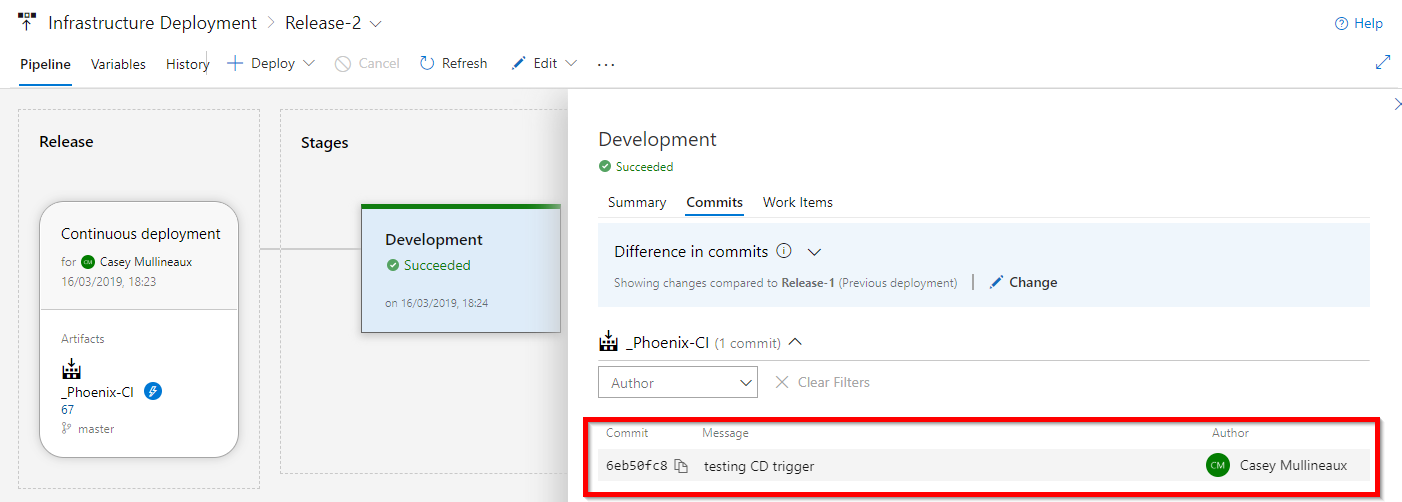 Infrastructure Deployment > Release-2
Help
Pipeline Variables History Deploy Cancel Refresh Edit ...
Release
Continuous deployment
for CM Casey Mullineaux
16/03/2019, 18:23
Artifacts
_Phoenix-CI
67
master
Stages
Development
Succeeded
on 16/03/2019, 18:24
Development
Succeeded
Summary Commits Work Items
Difference in commits
Showing changes compared to Release-1 (Previous deployment) | Change
_Phoenix-CI (1 commit)
Author Clear Filters
Commit Message Author
6eb50fc8 testing CD trigger CM Casey Mullineaux